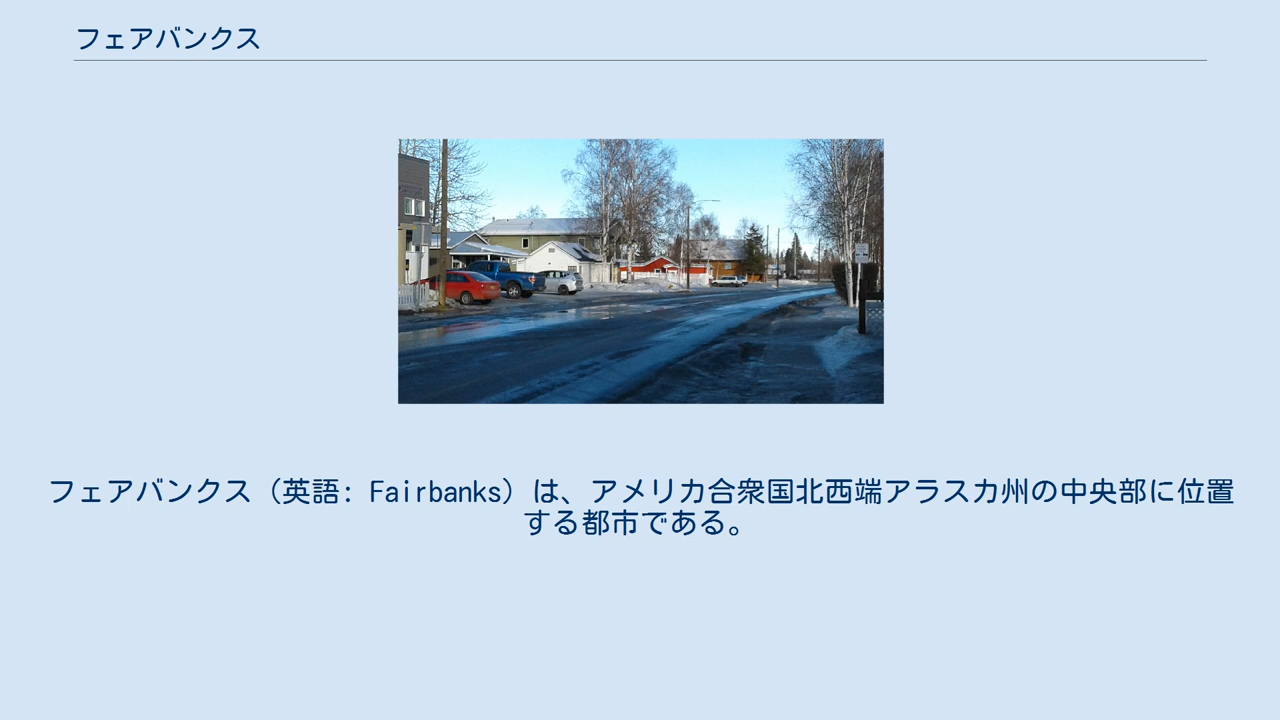 フェアバンクス
フェアバンクス（英語: Fairbanks）は、アメリカ合衆国北西端アラスカ州の中央部に位置
する都市である。